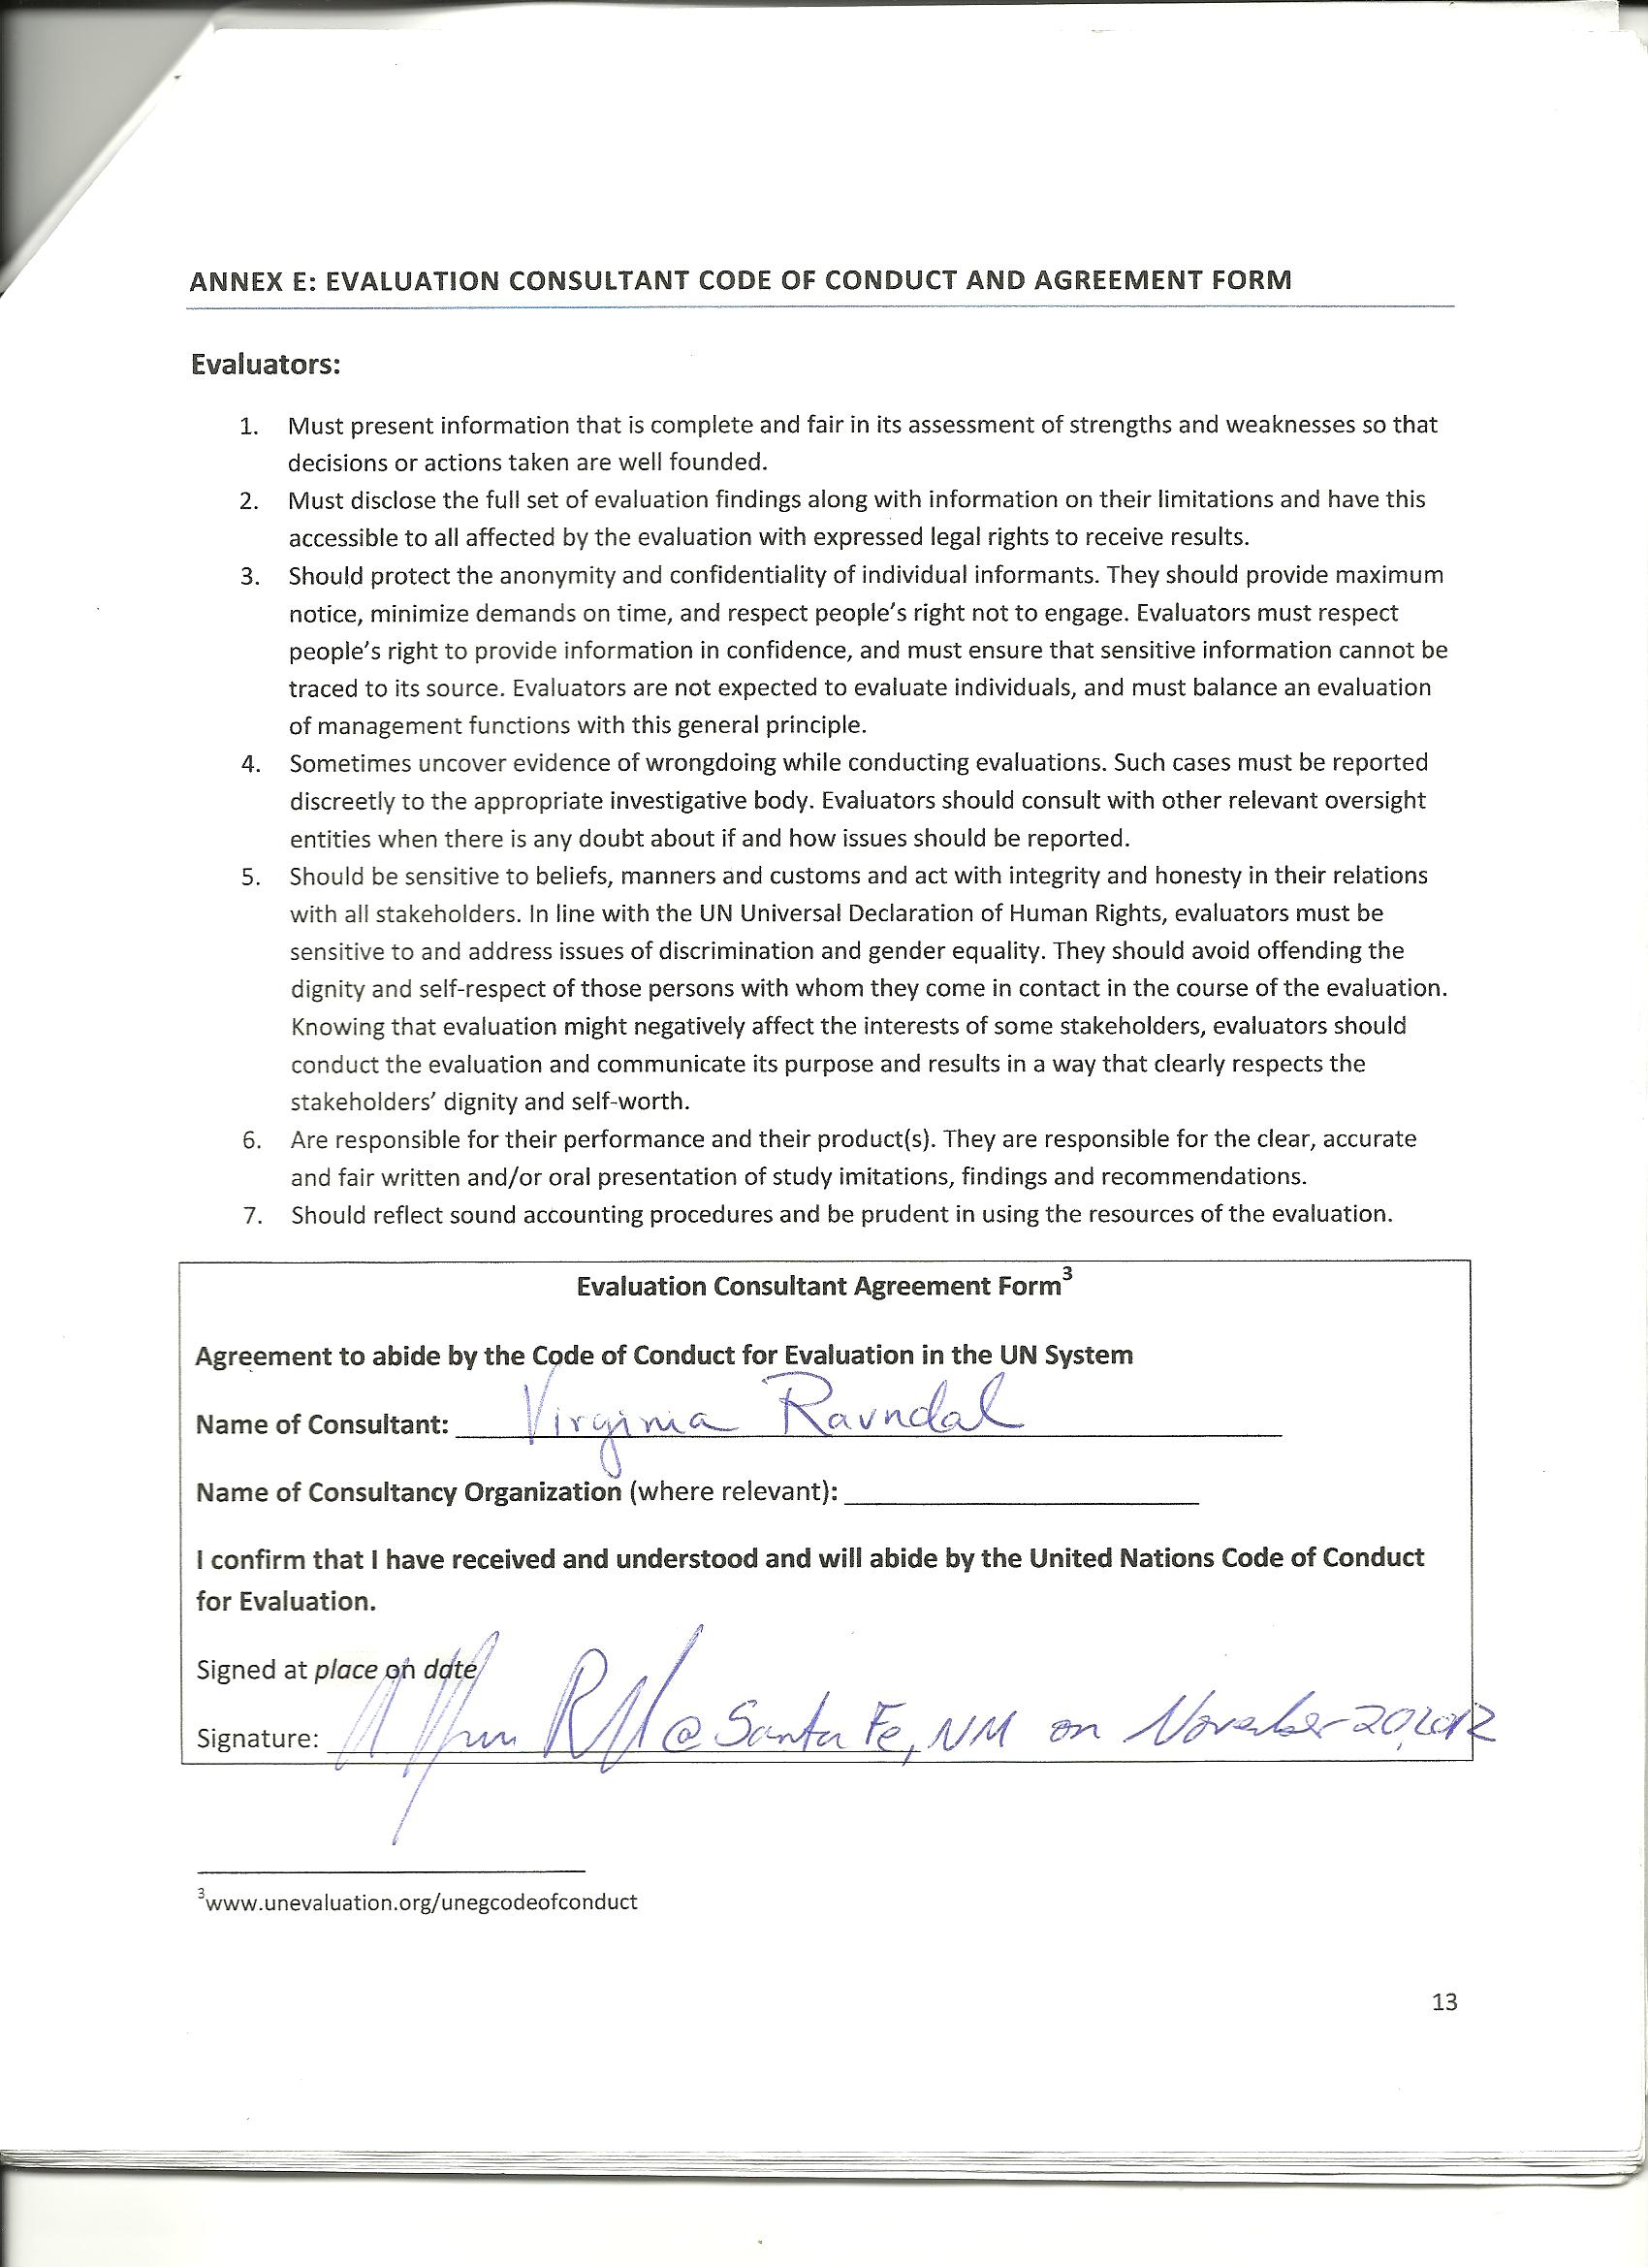 ANNEX E: EVALUATION CONSULTANT CODE OF CONDUCT AND AGREEMENT FORM
Evaluators:
1. Must present information that is complete and fair in its assessment of strengths and weaknesses so that
decisions or actions taken are well founded.
2. Must disclose the full set of evaluation findings along with information on their limitations and have this
accessible to all affected by the evaluation with expressed legal rights to receive results.
3. Should protect the anonymity and confidentiality of individual informants. They should provide maximum
notice, minimize demands on time, and respect people's right not to engage. Evaluators must respect
people's right to provide information in confidence, and must ensure that sensitive information cannot be
traced to its source. Evaluators are not expected to evaluate individuals, and must balance an evaluation
of management functions with this general principle.
4. Sometimes uncover evidence of wrongdoing while conducting evaluations. Such cases must be reported
discreetly to the appropriate investigative body. Evaluators should consult with other relevant oversight
entities when there is any doubt about if and how issues should be reported.
5. Should be sensitive to beliefs, manners and customs and act with integrity and honesty in their relations
with all stakeholders. In line with the UN Universal Declaration of Human Rights, evaluators must be
sensitive to and address issues of discrimination and gender equality. They should avoid offending the
dignity and self-respect of those persons with whom they come in contact in the course of the evaluation.
Knowing that evaluation might negatively affect the interests of some stakeholders, evaluators should
conduct the evaluation and communicate its purpose and results in a way that clearly respects the
stakeholders' dignity and self-worth.
6. Are responsible for their performance and their product(s). They are responsible for the clear, accurate
and fair written and/or oral presentation of study imitations, findings and recommendations.
7. Should reflect sound accounting procedures and be prudent in using the resources of the evaluation.
Evaluation Consultant Agreement Form³
Agreement to abide by the Code of Conduct for Evaluation in the UN System
Name of Consultant: Virginia Ravndal
Name of Consultancy Organization (where relevant):
I confirm that I have received and understood and will abide by the United Nations Code of Conduct
for Evaluation.
Signed at place on date
Signature: @ Santa Fe, NM on November 20, 2012
³www.unevaluation.org/unegcodeofconduct
13